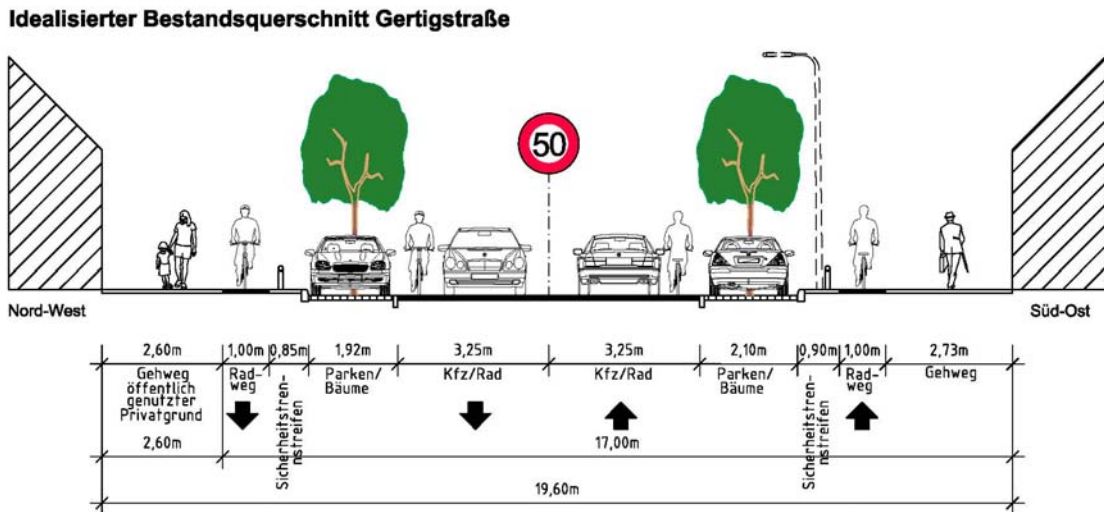 Idealisierter Bestandsquerschnitt Gertigstraße
50
Nord-West
Süd-Ost
2,60m 1,00m 0,85m 1,92m 3,25m 3,25m 2,10m 0,90m 1,00m 2,73m
Gehweg
öffentlich
genutzter
Privatgrund
Rad-
weg
Sicherheitstren-
nstreifen
Parken/
Bäume
Kfz/Rad
Kfz/Rad
Parken/
Bäume
Sicherheitstren-
nstreifen
Rad-
weg
Gehweg
2,60m
17,00m
19,60m